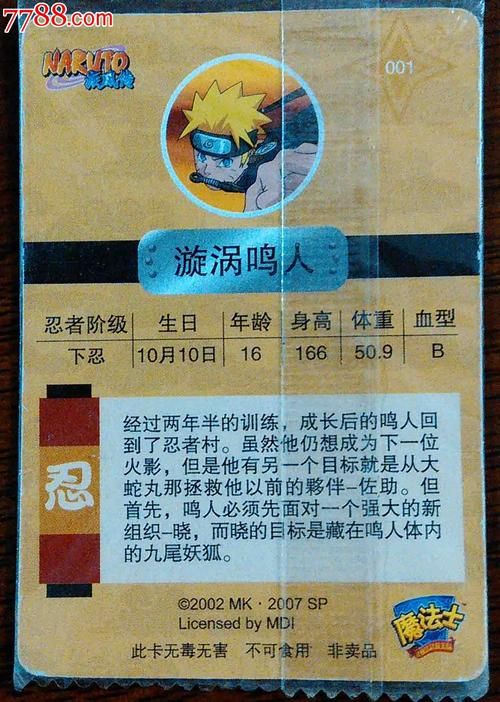 7788.com
NARUTO
疾风传
001
漩涡鸣人
忍者阶级 生日 年龄 身高 体重 血型
下忍 10月10日 16 166 50.9 B
经过两年半的训练，成长后的鸣人回
到了忍者村。虽然他仍想成为下一位
火影，但是他有另一个目标就是从大
蛇丸那拯救他以前的夥伴-佐助。但
首先，鸣人必须先面对一个强大的新
组织-晓，而晓的目标是藏在鸣人体内
的九尾妖狐。
忍
©2002 MK · 2007 SP
Licensed by MDI
魔法士
此卡无毒无害 不可食用 非卖品